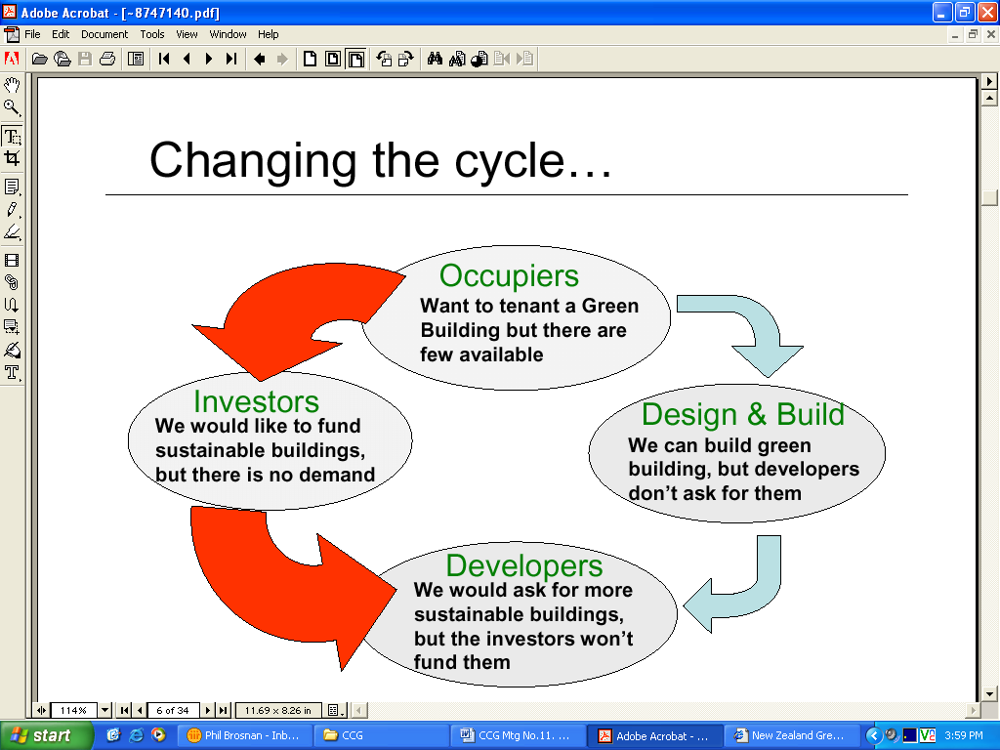 Adobe Acrobat - [~8747140.pdf]
File Edit Document Tools View Window Help
Changing the cycle…
Occupiers
Want to tenant a Green
Building but there are
few available
Investors
We would like to fund
sustainable buildings,
but there is no demand
Design & Build
We can build green
building, but developers
don’t ask for them
Developers
We would ask for more
sustainable buildings,
but the investors won’t
fund them
114% 6 of 34 11.69 x 8.26 in
start Phil Brosnan - Inb... CCG CCG Mtg No.11. ... Adobe Acrobat - ... New Zealand Gre... 3:59 PM